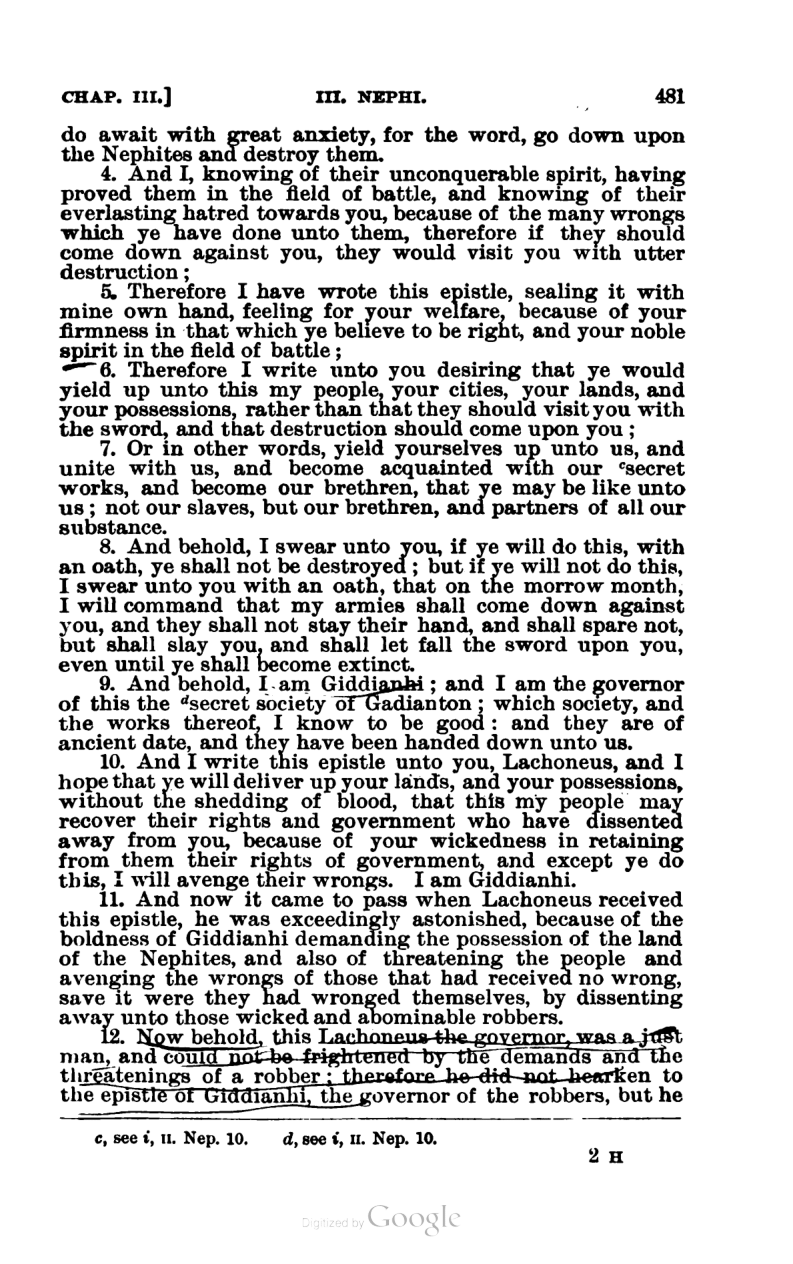 CHAP. III.] III. NEPHI. 481
do await with great anxiety, for the word, go down upon
the Nephites and destroy them.
4. And I, knowing of their unconquerable spirit, having
proved them in the field of battle, and knowing of their
everlasting hatred towards you, because of the many wrongs
which ye have done unto them, therefore if they should
come down against you, they would visit you with utter
destruction;
5. Therefore I have wrote this epistle, sealing it with
mine own hand, feeling for your welfare, because of your
firmness in that which ye believe to be right, and your noble
spirit in the field of battle;
6. Therefore I write unto you desiring that ye would
yield up unto this my people, your cities, your lands, and
your possessions, rather than that they should visit you with
the sword, and that destruction should come upon you;
7. Or in other words, yield yourselves up unto us, and
unite with us, and become acquainted with our ᶜsecret
works, and become our brethren, that ye may be like unto
us; not our slaves, but our brethren, and partners of all our
substance.
8. And behold, I swear unto you, if ye will do this, with
an oath, ye shall not be destroyed; but if ye will not do this,
I swear unto you with an oath, that on the morrow month,
I will command that my armies shall come down against
you, and they shall not stay their hand, and shall spare not,
but shall slay you, and shall let fall the sword upon you,
even until ye shall become extinct.
9. And behold, I am Giddianhi; and I am the governor
of this the ᵈsecret society of Gadianton; which society, and
the works thereof, I know to be good: and they are of
ancient date, and they have been handed down unto us.
10. And I write this epistle unto you, Lachoneus, and I
hope that ye will deliver up your lands, and your possessions,
without the shedding of blood, that this my people may
recover their rights and government who have dissented
away from you, because of your wickedness in retaining
from them their rights of government, and except ye do
this, I will avenge their wrongs. I am Giddianhi.
11. And now it came to pass when Lachoneus received
this epistle, he was exceedingly astonished, because of the
boldness of Giddianhi demanding the possession of the land
of the Nephites, and also of threatening the people and
avenging the wrongs of those that had received no wrong,
save it were they had wronged themselves, by dissenting
away unto those wicked and abominable robbers.
12. Now behold, this Lachoneus the governor, was a just
man, and could not be frightened by the demands and the
threatenings of a robber; therefore he did not hearken to
the epistle of Giddianhi, the governor of the robbers, but he
c, see i, II. Nep. 10. d, see i, II. Nep. 10.
2 H
Digitized by Google